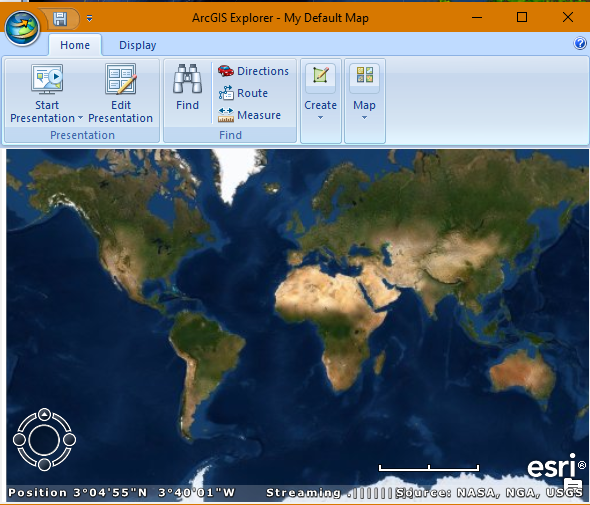 ArcGIS Explorer - My Default Map
Home Display
Start Presentation
Edit Presentation
Presentation
Find
Directions
Route
Measure
Find
Create
Map
esri®
Position 3°04'55"N 3°40'01"W Streaming Source: NASA, NGA, USGS